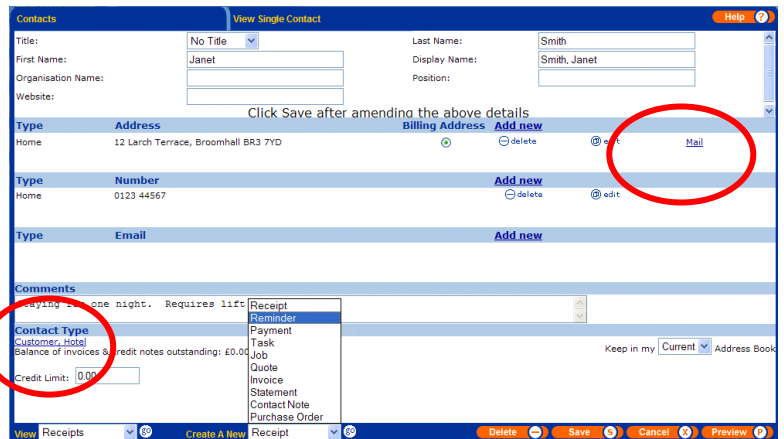 Contacts View Single Contact Help ?
Title: No Title Last Name: Smith
First Name: Janet Display Name: Smith, Janet
Organisation Name: Position:
Website:
Click Save after amending the above details
Type Address Billing Address Add new
Home 12 Larch Terrace, Broomhall BR3 7YD delete Mail
Type Number Add new
Home 0123 44567 delete edit
Type Email Add new
Comments
one night. Requires lift
Receipt
Reminder
Payment
Task
Job
Quote
Invoice
Statement
Contact Note
Purchase Order
Contact Type
Customer, Hotel
Balance of invoices & credit notes outstanding: £0.00
Keep in my Current Address Book
Credit Limit: 0.00
View Receipts go Create A New Receipt go Delete Save S Cancel X Preview P